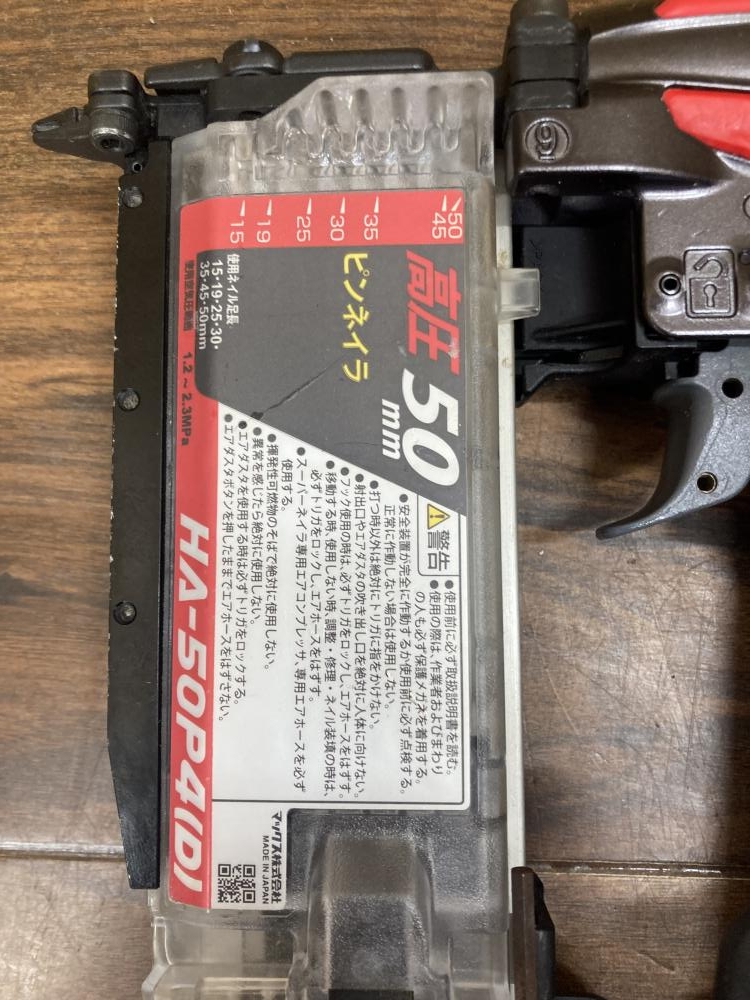 高圧 50mm
ピンネイラ
使用ネイル足長
15・19・25・30・
35・45・50mm
使用空気圧範囲 1.2～2.3MPa
50
45
35
30
25
19
15
警告
●使用前に必ず取扱説明書を読む。
●使用の際は、作業者およびまわり
の人も必ず保護メガネを着用する。
●安全装置が完全に作動するか使用前に必ず点検する。
正常に作動しない場合は使用しない。
●打つ時以外は絶対にトリガに指をかけない。
●射出口やエアダスタの吹き出し口を絶対に人体に向けない。
●フック使用の時は、必ずトリガをロックし、エアホースをはずす。
●移動する時、使用しない時、調整・修理・ネイル装填の時は、
必ずトリガをロックし、エアホースをはずす。
●スーパーネイラ専用エアコンプレッサ、専用エアホースを必ず
使用する。
●揮発性可燃物のそばで絶対に使用しない。
●異常を感じたら絶対に使用しない。
●エアダスタを使用する時は必ずトリガをロックする。
●エアダスタボタンを押したままでエアホースをはずさない。
HA-50P4(D)
マックス株式会社
MADE IN JAPAN